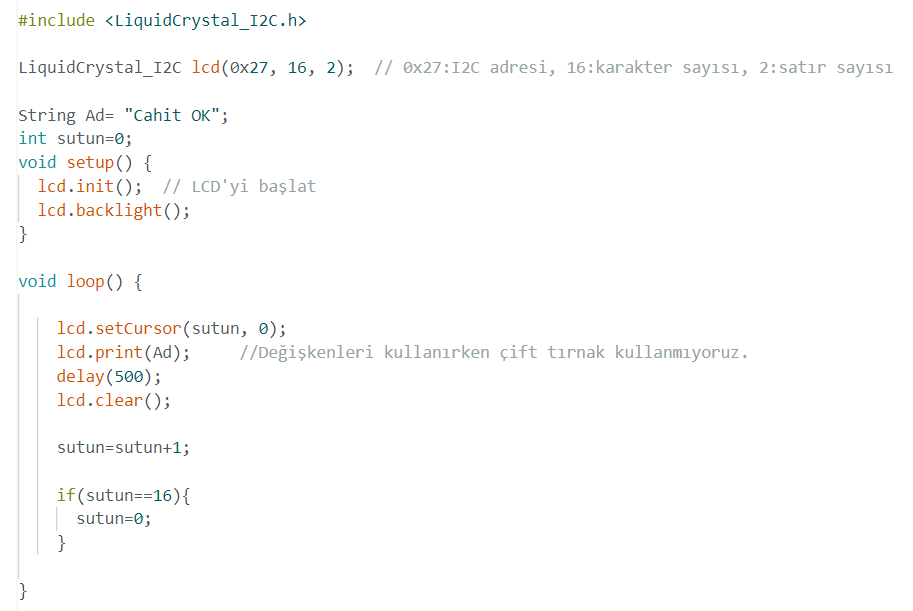 #include <LiquidCrystal_I2C.h>
LiquidCrystal_I2C lcd(0x27, 16, 2);  // 0x27:I2C adresi, 16:karakter sayısı, 2:satır sayısı
String Ad= "Cahit OK";
int sutun=0;
void setup() {
  lcd.init();  // LCD'yi başlat
  lcd.backlight();
}
void loop() {
    lcd.setCursor(sutun, 0);
    lcd.print(Ad);     //Değişkenleri kullanırken çift tırnak kullanmıyoruz.
    delay(500);
    lcd.clear();
    sutun=sutun+1;
    if(sutun==16){
      sutun=0;
    }
}